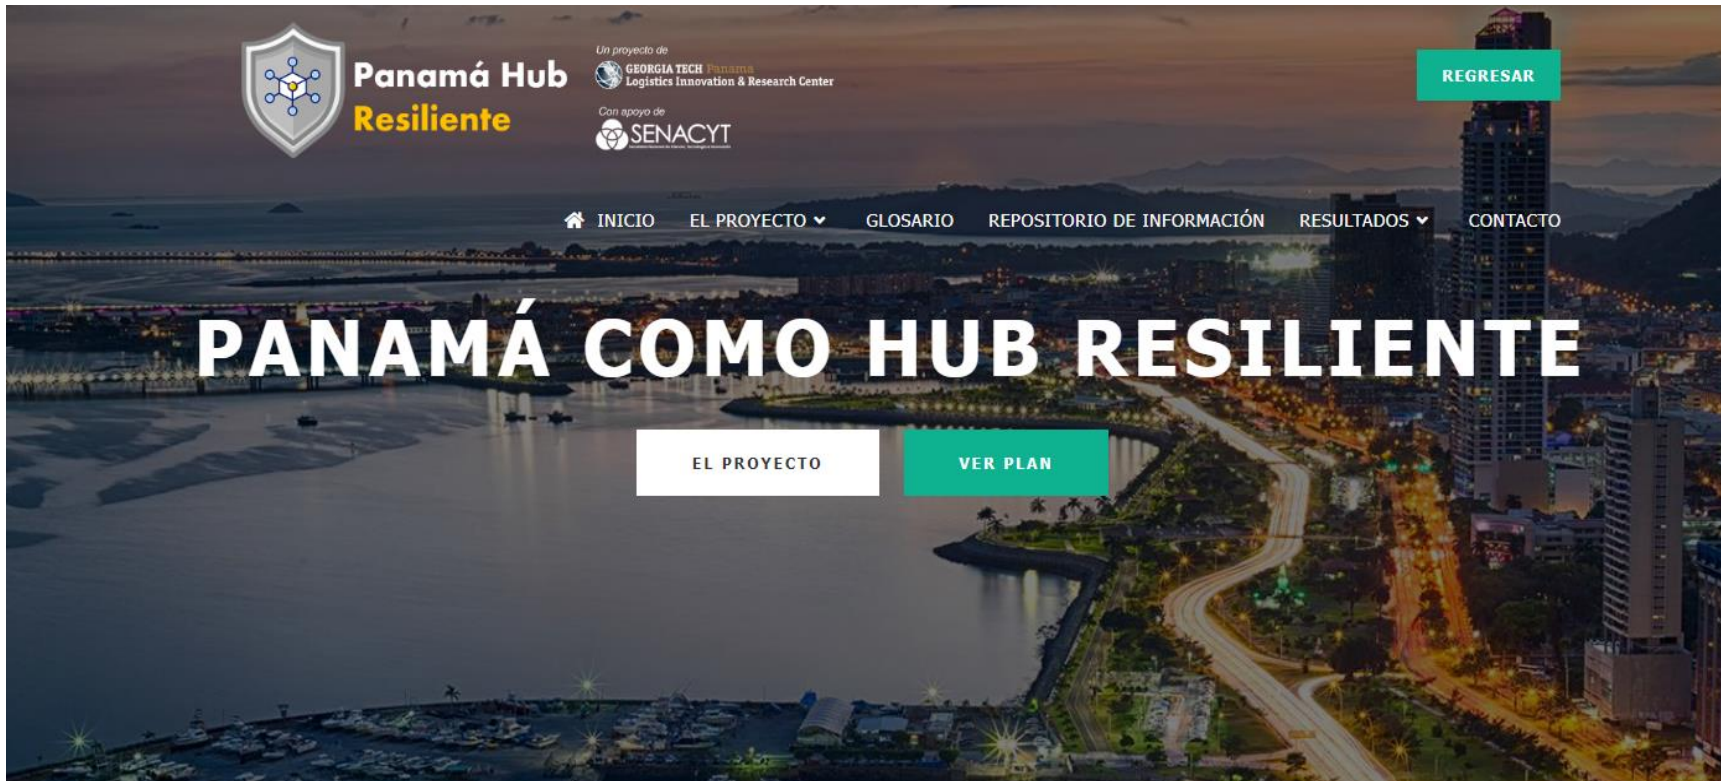 Panamá Hub
Resiliente
Un proyecto de
GEORGIA TECH Panama
Logistics Innovation & Research Center
Con apoyo de
SENACYT
REGRESAR
INICIO
EL PROYECTO
GLOSARIO
REPOSITORIO DE INFORMACIÓN
RESULTADOS
CONTACTO
PANAMÁ COMO HUB RESILIENTE
EL PROYECTO
VER PLAN